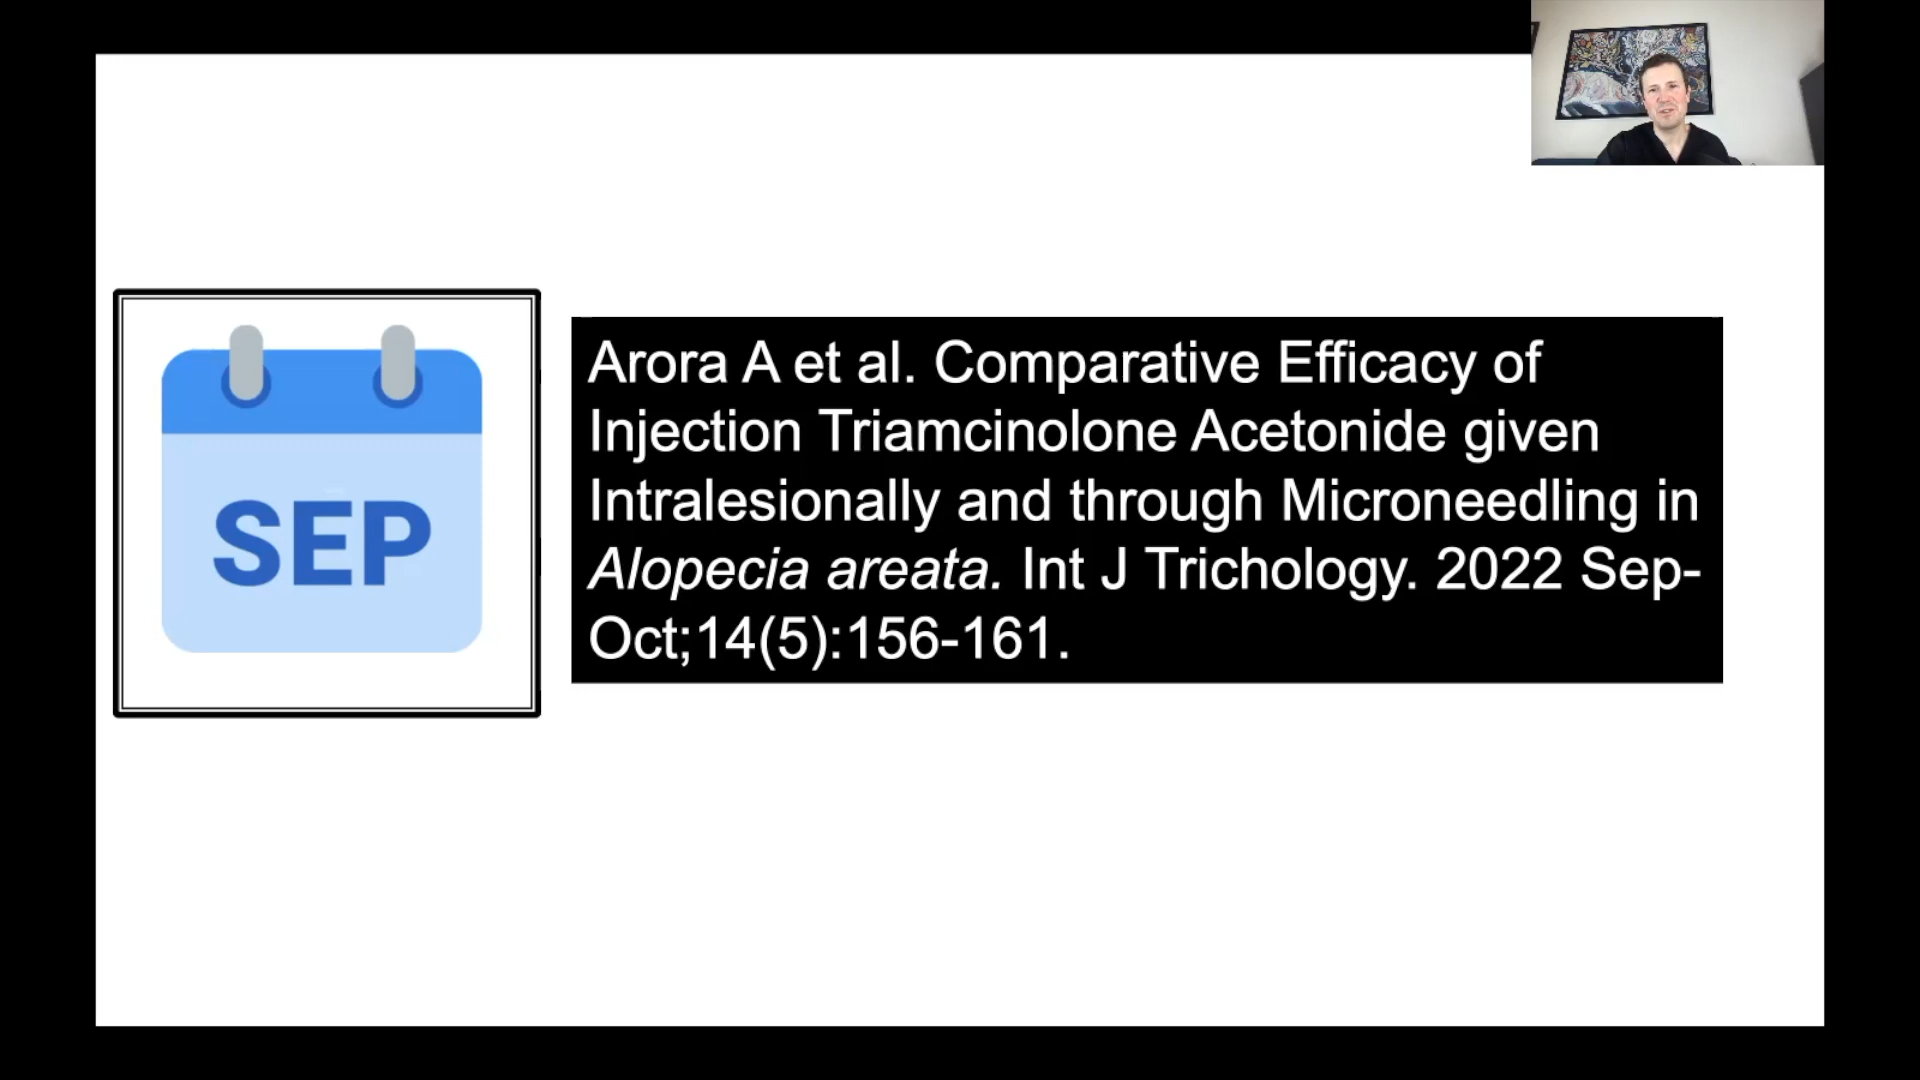 SEP
Arora A et al. Comparative Efficacy of
Injection Triamcinolone Acetonide given
Intralesionally and through Microneedling in
Alopecia areata. Int J Trichology. 2022 Sep-
Oct;14(5):156-161.